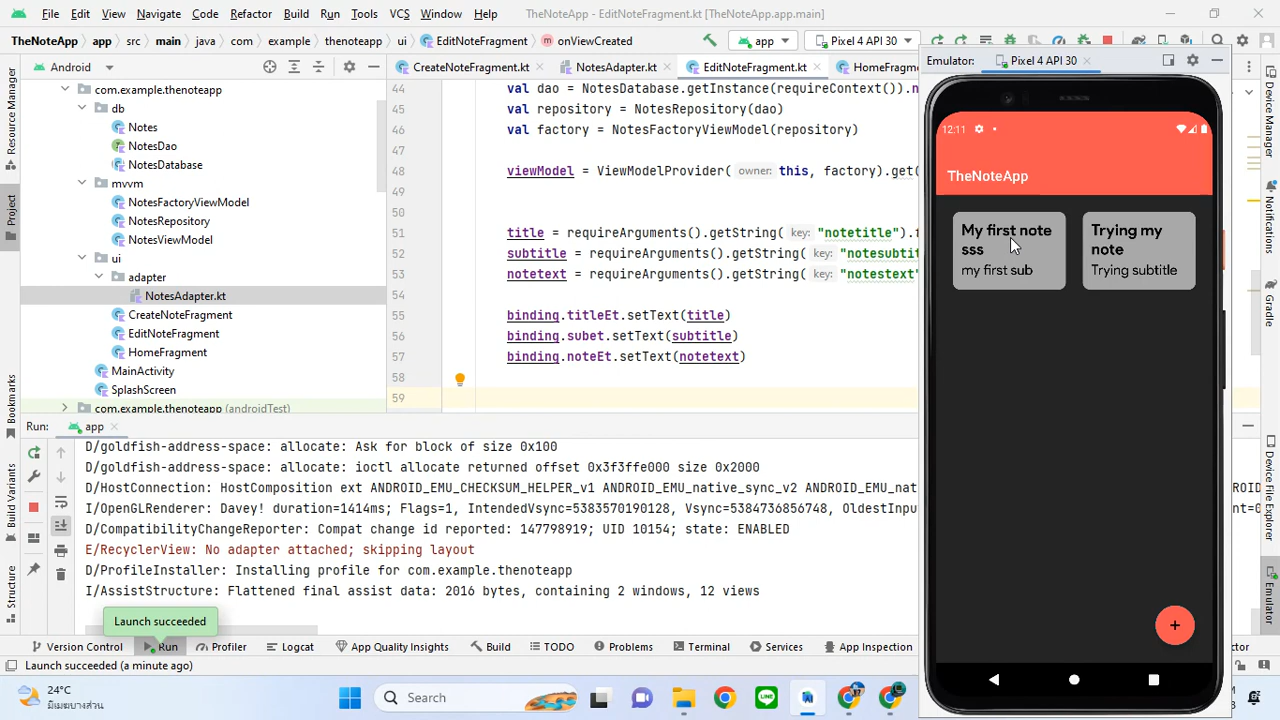 File Edit View Navigate Code Refactor Build Run Tools VCS Window Help TheNoteApp - EditNoteFragment.kt [TheNoteApp.app.main]
TheNoteApp app src main java com example thenoteapp ui EditNoteFragment onViewCreated app Pixel 4 API 30
Android CreateNoteFragment.kt NotesAdapter.kt EditNoteFragment.kt HomeFragm
Resource Manager
Project
Bookmarks
Build Variants
Structure
com.example.thenoteapp
db
Notes
NotesDao
NotesDatabase
mvvm
NotesFactoryViewModel
NotesRepository
NotesViewModel
ui
adapter
NotesAdapter.kt
CreateNoteFragment
EditNoteFragment
HomeFragment
MainActivity
SplashScreen
com.example.thenoteapp (androidTest)
44 val dao = NotesDatabase.getInstance(requireContext()).n
45 val repository = NotesRepository(dao)
46 val factory = NotesFactoryViewModel(repository)
47
48 viewModel = ViewModelProvider( owner: this, factory).get(
49
50
51 title = requireArguments().getString( key: "notetitle").
52 subtitle = requireArguments().getString( key: "notesubtit
53 notetext = requireArguments().getString( key: "notestext"
54
55 binding.titleEt.setText(title)
56 binding.subet.setText(subtitle)
57 binding.noteEt.setText(notetext)
58
59
Emulator: Pixel 4 API 30
12:11
TheNoteApp
My first note
sss
my first sub
Trying my
note
Trying subtitle
+
Device Manager
Notifications
Gradle
Device File Explorer
Emulator
Run: app
D/goldfish-address-space: allocate: Ask for block of size 0x100
D/goldfish-address-space: allocate: ioctl allocate returned offset 0x3f3ffe000 size 0x2000
D/HostConnection: HostComposition ext ANDROID_EMU_CHECKSUM_HELPER_v1 ANDROID_EMU_native_sync_v2 ANDROID_EMU_nat
I/OpenGLRenderer: Davey! duration=1414ms; Flags=1, IntendedVsync=5383570190128, Vsync=5384736856748, OldestInpu
D/CompatibilityChangeReporter: Compat change id reported: 147798919; UID 10154; state: ENABLED
E/RecyclerView: No adapter attached; skipping layout
D/ProfileInstaller: Installing profile for com.example.thenoteapp
I/AssistStructure: Flattened final assist data: 2016 bytes, containing 2 windows, 12 views
Launch succeeded
Version Control Run Profiler Logcat App Quality Insights Build TODO Problems Terminal Services App Inspection
Launch succeeded (a minute ago)
24°C
Search